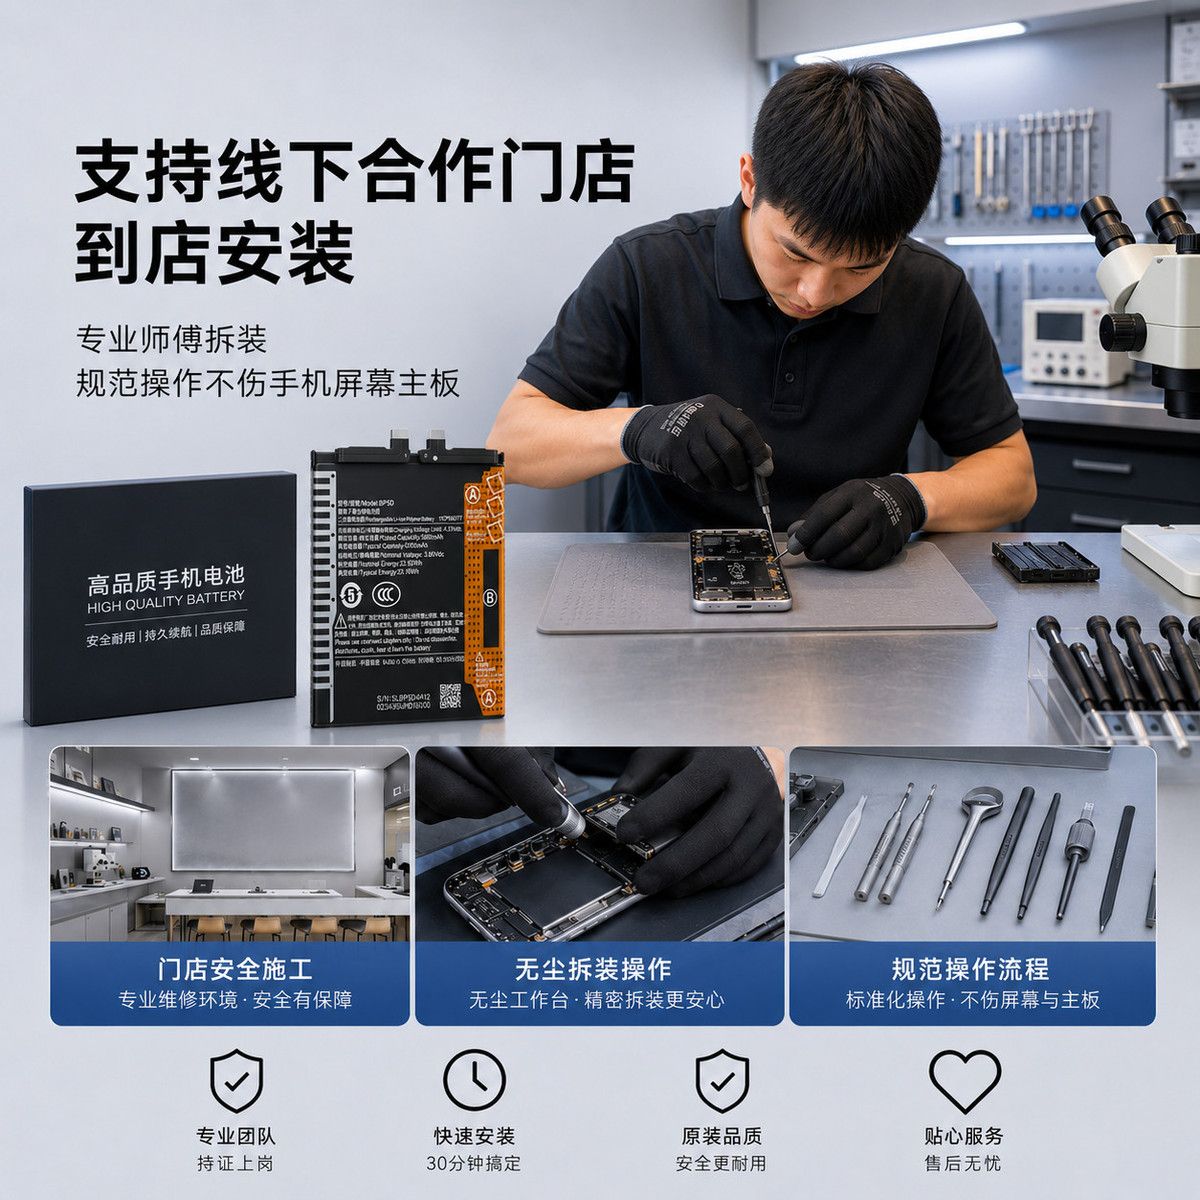 支持线下合作门店
到店安装
专业师傅拆装
规范操作不伤手机屏幕主板
高品质手机电池
HIGH QUALITY BATTERY
安全耐用 | 持久续航 | 品质保障
Model BP5D
A
B
CCC
S/N:SLBP5D4A12
A
门店安全施工
专业维修环境 · 安全有保障
无尘拆装操作
无尘工作台 · 精密拆装更安心
规范操作流程
标准化操作 · 不伤屏幕与主板
专业团队
持证上岗
快速安装
30分钟搞定
原装品质
安全更耐用
贴心服务
售后无忧